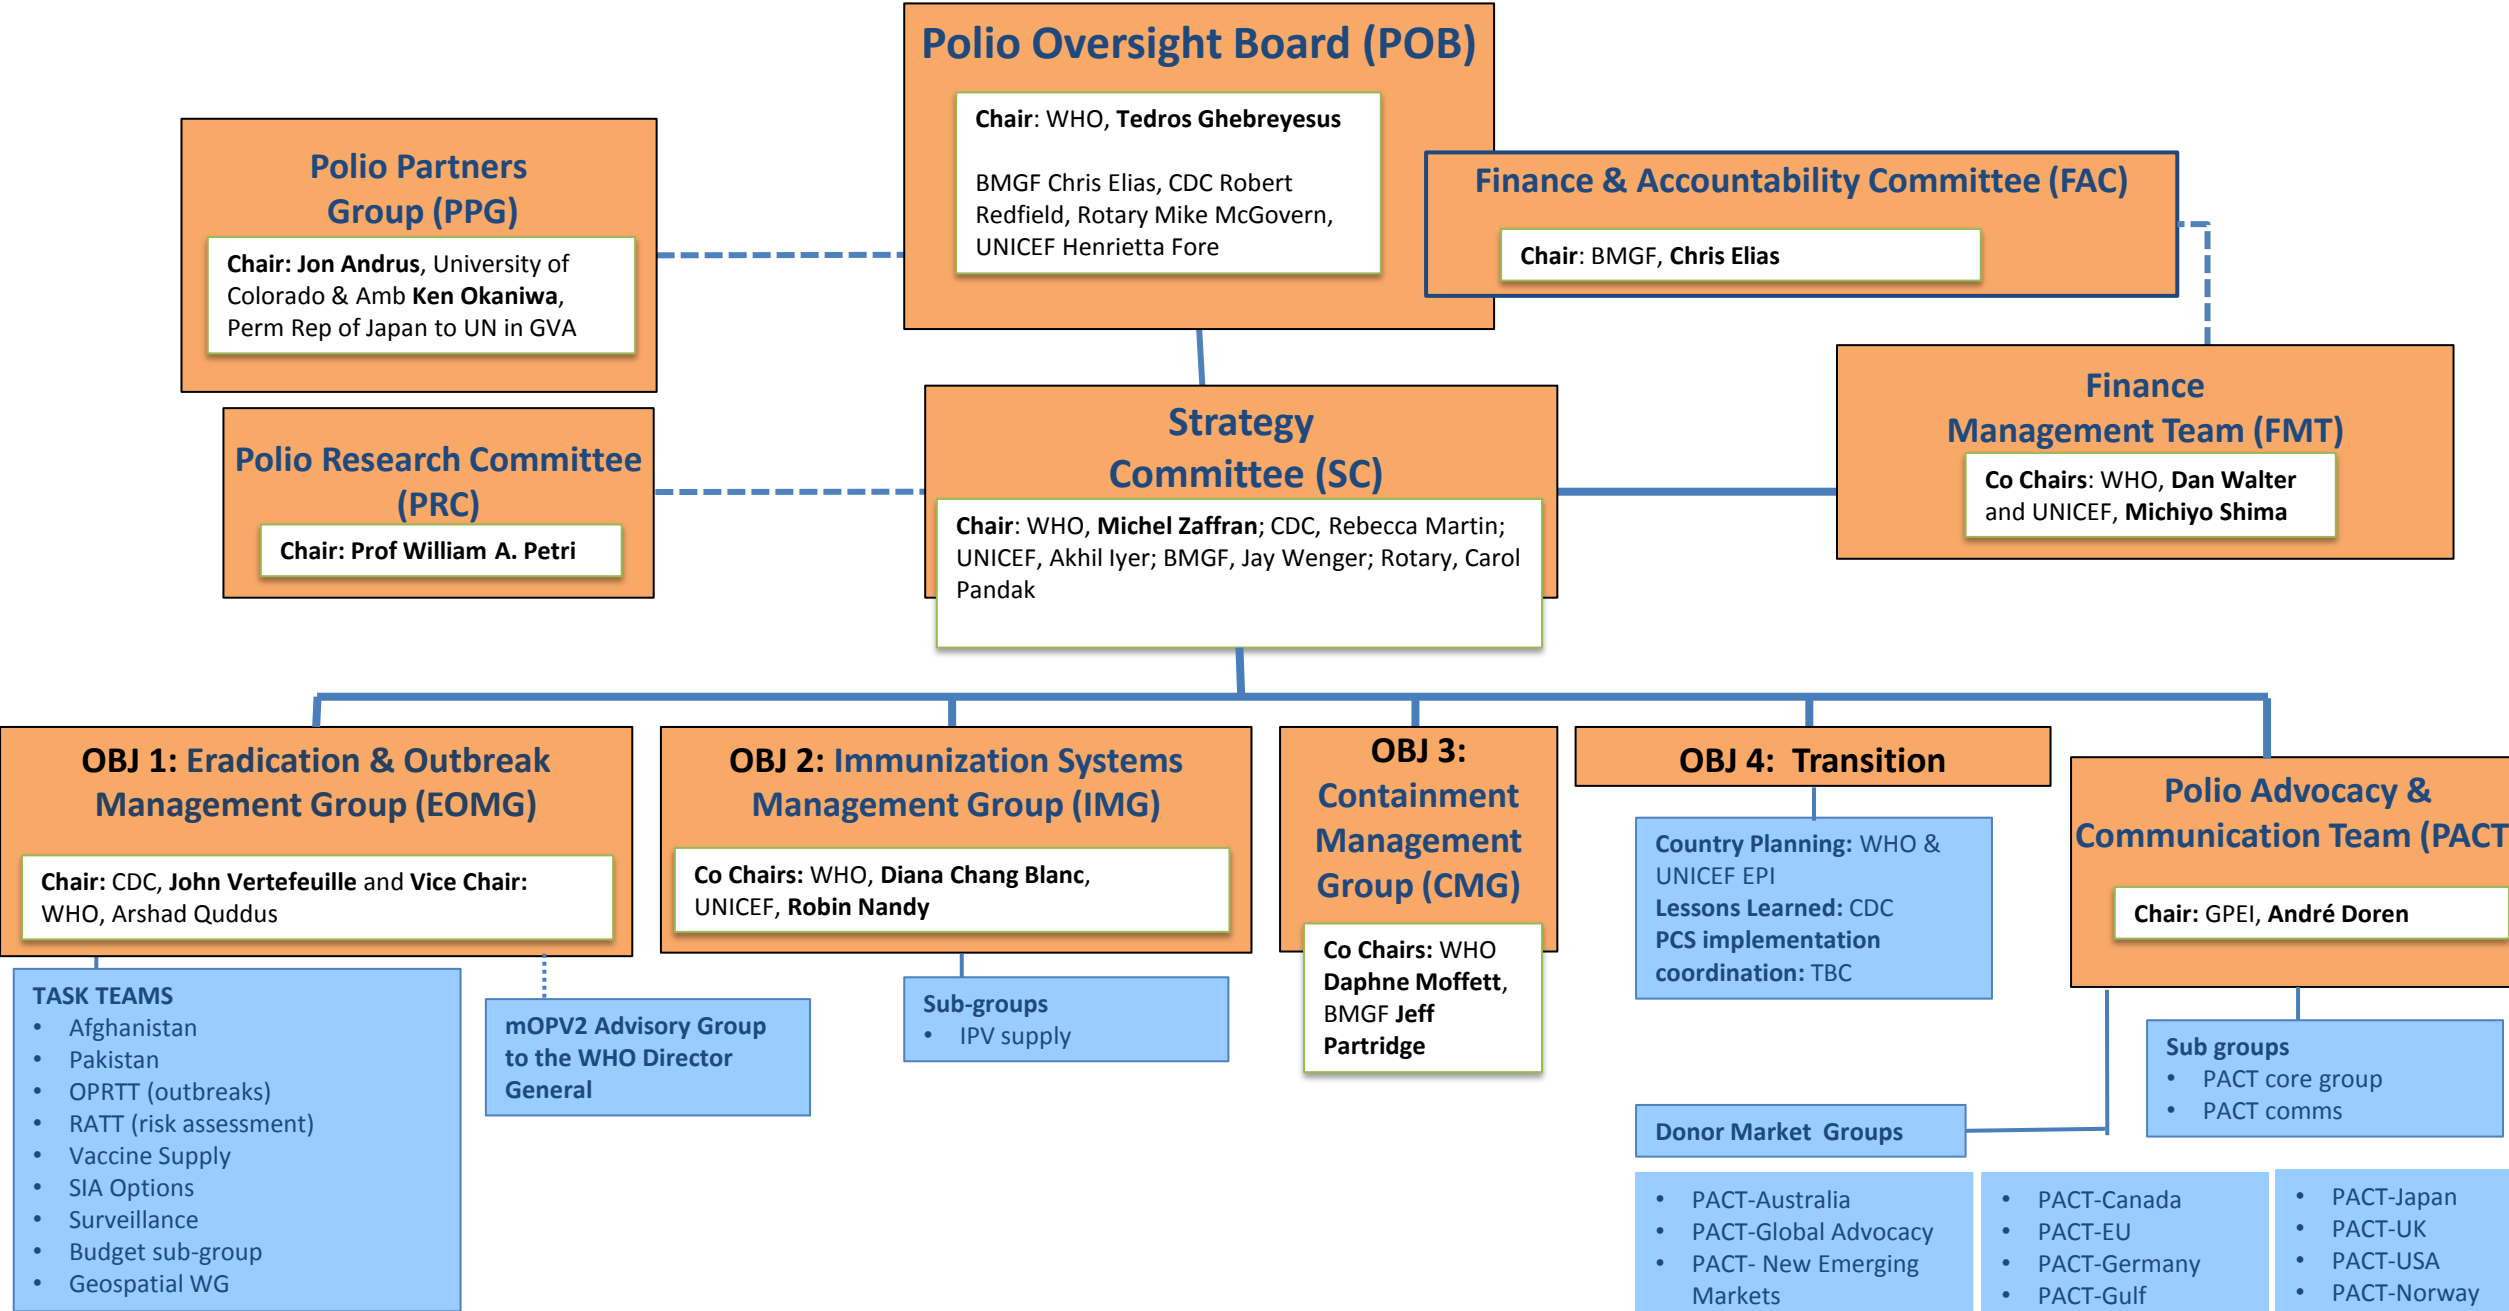 Polio Oversight Board (POB)
Chair: WHO, Tedros Ghebreyesus
BMGF Chris Elias, CDC Robert
Redfield, Rotary Mike McGovern,
UNICEF Henrietta Fore
Polio Partners
Group (PPG)
Chair: Jon Andrus, University of
Colorado & Amb Ken Okaniwa,
Perm Rep of Japan to UN in GVA
Finance & Accountability Committee (FAC)
Chair: BMGF, Chris Elias
Polio Research Committee
(PRC)
Chair: Prof William A. Petri
Strategy
Committee (SC)
Chair: WHO, Michel Zaffran; CDC, Rebecca Martin;
UNICEF, Akhil Iyer; BMGF, Jay Wenger; Rotary, Carol
Pandak
Finance
Management Team (FMT)
Co Chairs: WHO, Dan Walter
and UNICEF, Michiyo Shima
OBJ 1: Eradication & Outbreak
Management Group (EOMG)
Chair: CDC, John Vertefeuille and Vice Chair:
WHO, Arshad Quddus
TASK TEAMS
• Afghanistan
• Pakistan
• OPRTT (outbreaks)
• RATT (risk assessment)
• Vaccine Supply
• SIA Options
• Surveillance
• Budget sub-group
• Geospatial WG
mOPV2 Advisory Group
to the WHO Director
General
OBJ 2: Immunization Systems
Management Group (IMG)
Co Chairs: WHO, Diana Chang Blanc,
UNICEF, Robin Nandy
Sub-groups
• IPV supply
OBJ 3:
Containment
Management
Group (CMG)
Co Chairs: WHO
Daphne Moffett,
BMGF Jeff
Partridge
OBJ 4: Transition
Country Planning: WHO &
UNICEF EPI
Lessons Learned: CDC
PCS implementation
coordination: TBC
Polio Advocacy &
Communication Team (PACT
Chair: GPEI, André Doren
Sub groups
• PACT core group
• PACT comms
Donor Market Groups
• PACT-Australia
• PACT-Global Advocacy
• PACT- New Emerging
Markets
• PACT-Canada
• PACT-EU
• PACT-Germany
• PACT-Gulf
• PACT-Japan
• PACT-UK
• PACT-USA
• PACT-Norway